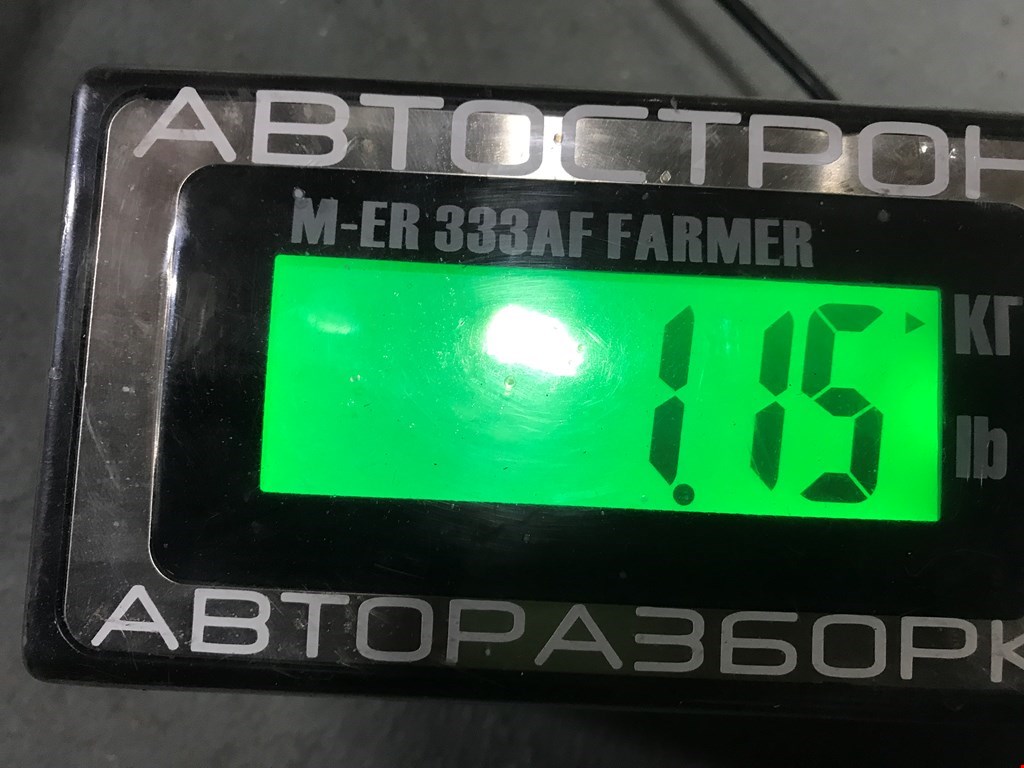 АВТОСТРОН
M-ER 333AF FARMER
1.15
КГ
lb
АВТОРАЗБОРК